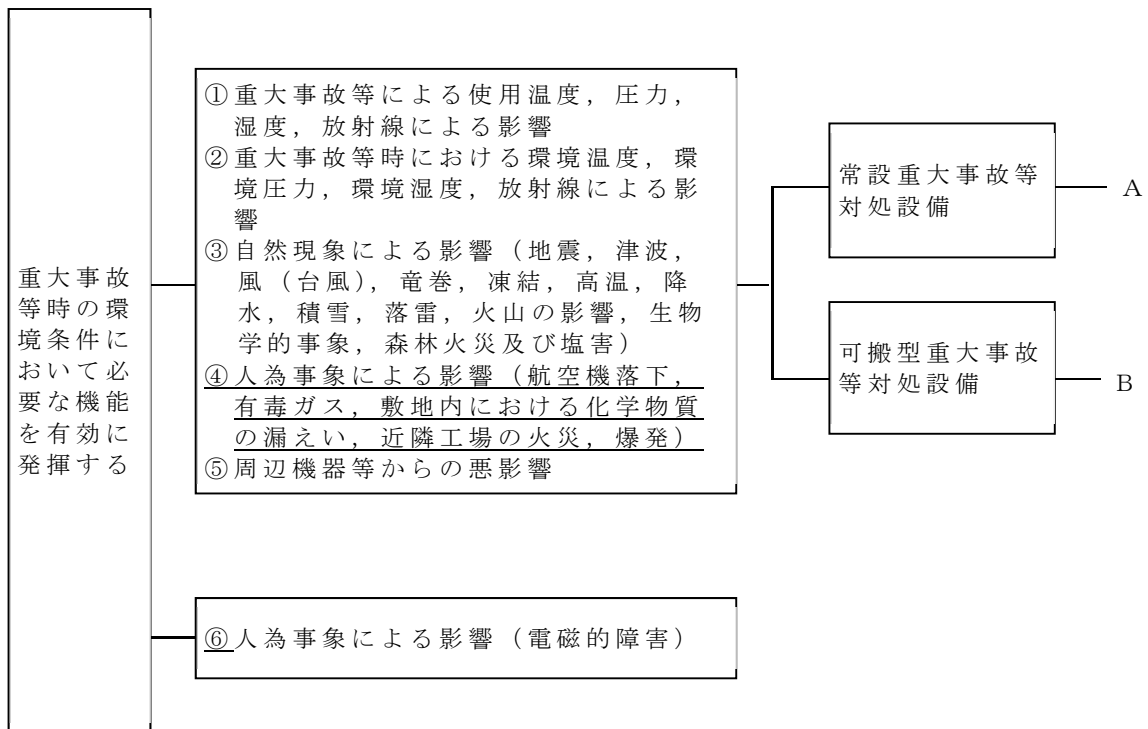 重大事故
等時の環
境条件に
おいて必
要な機能
を有効に
発揮する
①重大事故等による使用温度，圧力，
湿度，放射線による影響
②重大事故等時における環境温度，環
境圧力，環境湿度，放射線による影
響
③自然現象による影響（地震，津波，
風（台風），竜巻，凍結，高温，降
水，積雪，落雷，火山の影響，生物
学的事象，森林火災及び塩害）
④人為事象による影響（航空機落下，
有毒ガス，敷地内における化学物質
の漏えい，近隣工場の火災，爆発）
⑤周辺機器等からの悪影響
⑥人為事象による影響（電磁的障害）
常設重大事故等
対処設備
A
可搬型重大事故
等対処設備
B